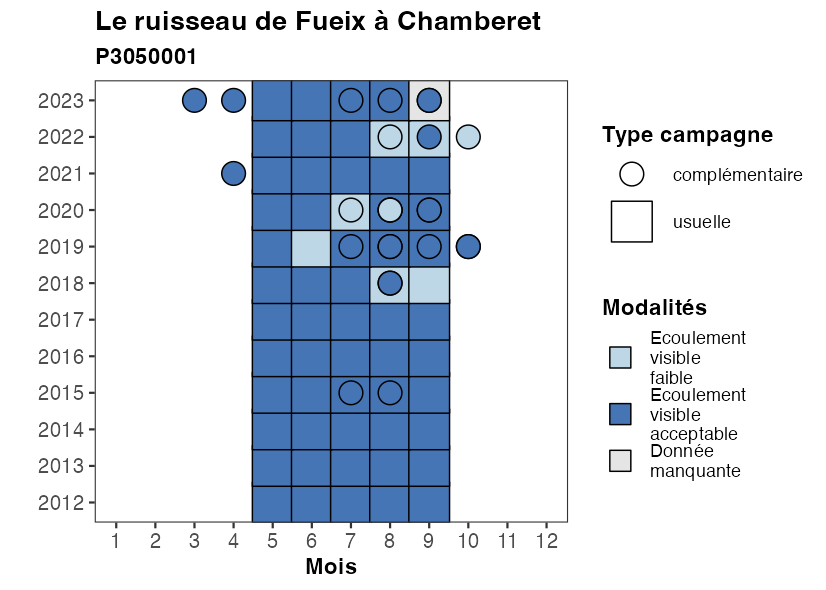 Le ruisseau de Fueix à Chamberet
P3050001
2023
2022
2021
2020
2019
2018
2017
2016
2015
2014
2013
2012
1 2 3 4 5 6 7 8 9 10 11 12
Mois
Type campagne
complémentaire
usuelle
Modalités
Ecoulement
visible
faible
Ecoulement
visible
acceptable
Donnée
manquante